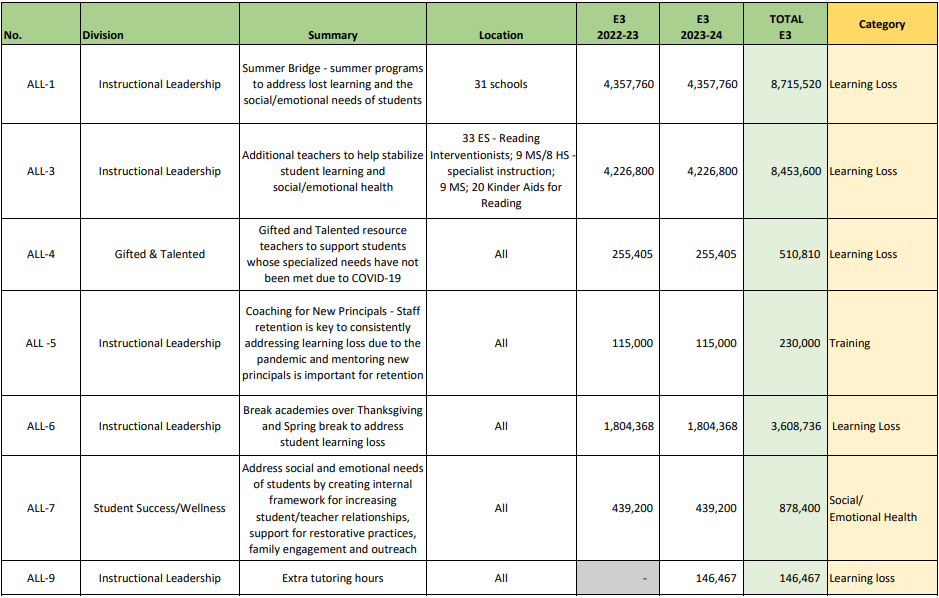 No. Division Summary Location E3 2022-23 E3 2023-24 TOTAL E3 Category
ALL-1 Instructional Leadership
Summer Bridge - summer programs
to address lost learning and the
social/emotional needs of students
31 schools 4,357,760 4,357,760 8,715,520 Learning Loss
ALL-3 Instructional Leadership
Additional teachers to help stabilize
student learning and
social/emotional health
33 ES - Reading
Interventionists; 9 MS/8 HS -
specialist instruction;
9 MS; 20 Kinder Aids for
Reading
4,226,800 4,226,800 8,453,600 Learning Loss
ALL-4 Gifted & Talented
Gifted and Talented resource
teachers to support students
whose specialized needs have not
been met due to COVID-19
All 255,405 255,405 510,810 Learning Loss
ALL -5 Instructional Leadership
Coaching for New Principals - Staff
retention is key to consistently
addressing learning loss due to the
pandemic and mentoring new
principals is important for retention
All 115,000 115,000 230,000 Training
ALL-6 Instructional Leadership
Break academies over Thanksgiving
and Spring break to address
student learning loss
All 1,804,368 1,804,368 3,608,736 Learning Loss
ALL-7 Student Success/Wellness
Address social and emotional needs
of students by creating internal
framework for increasing
student/teacher relationships,
support for restorative practices,
family engagement and outreach
All 439,200 439,200 878,400
Social/
Emotional Health
ALL-9 Instructional Leadership Extra tutoring hours All - 146,467 146,467 Learning loss